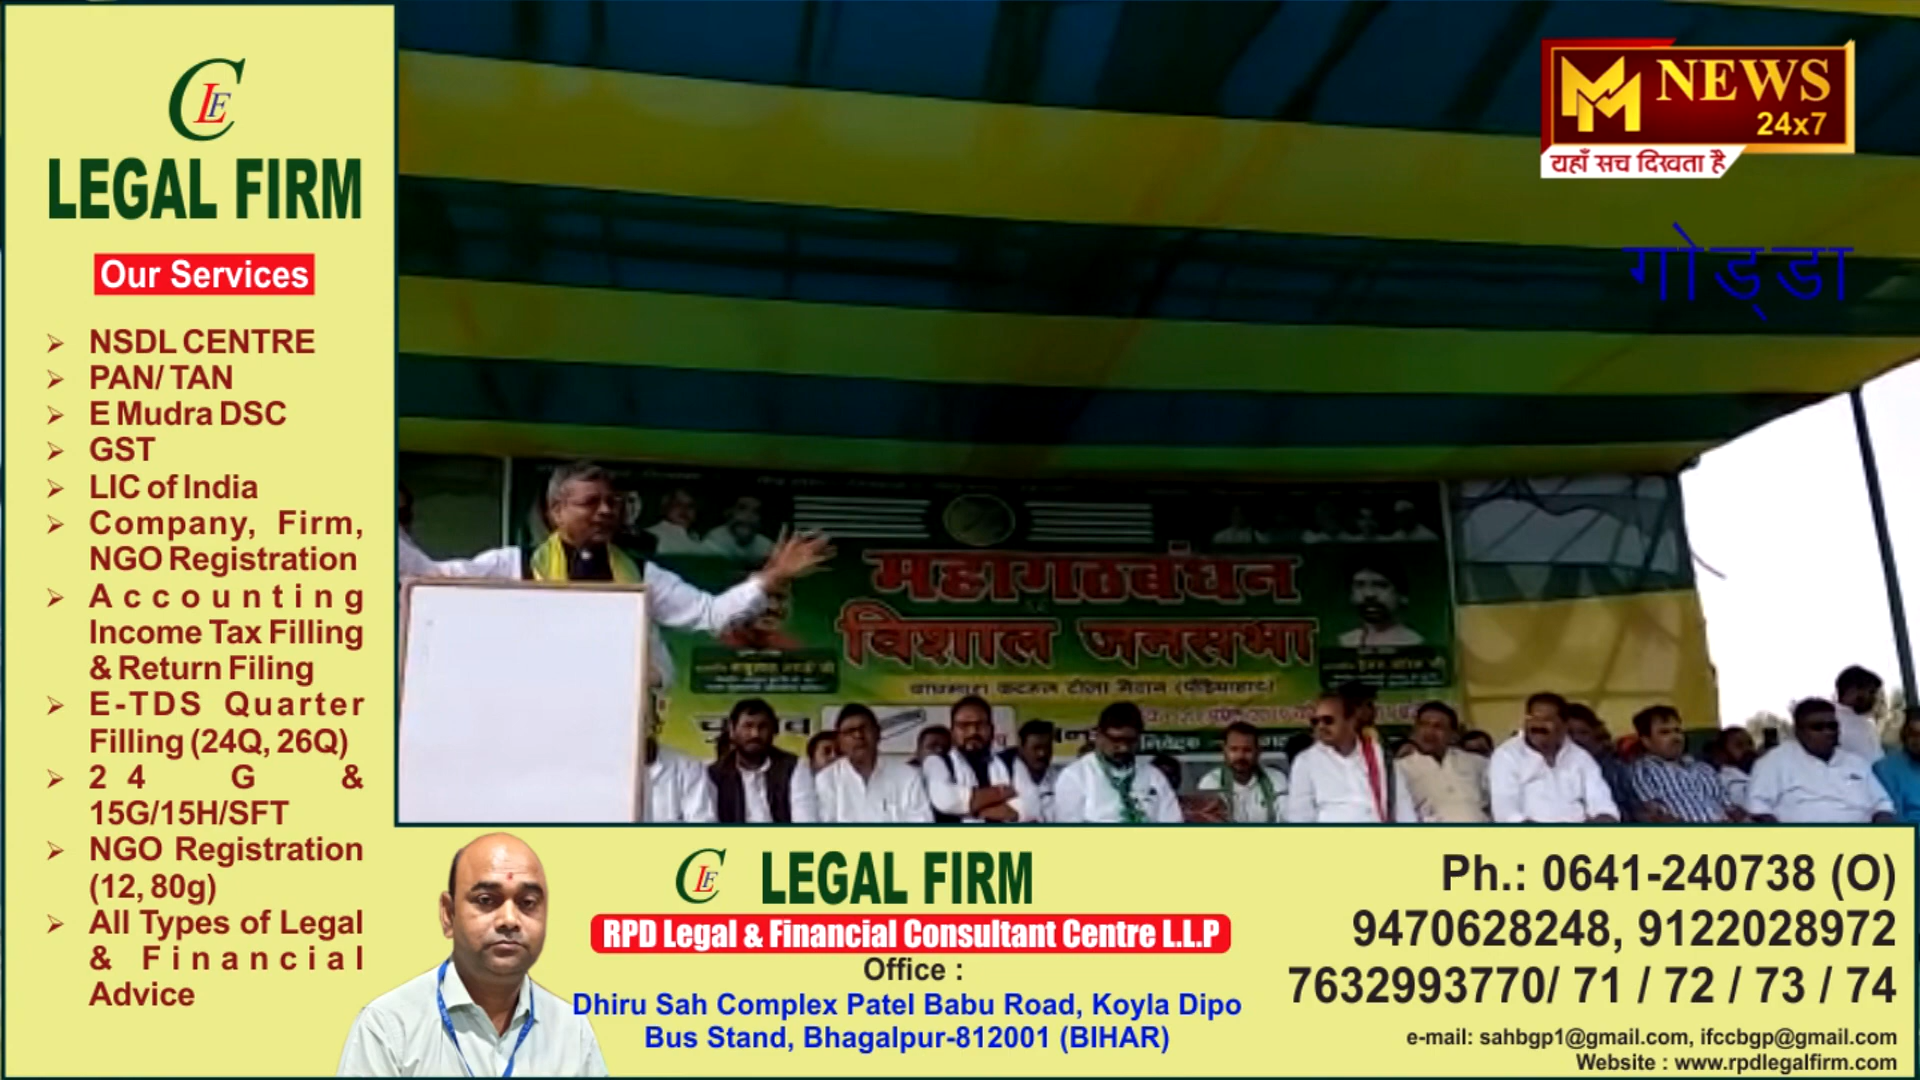 CLF
LEGAL FIRM
Our Services
➢ NSDL CENTRE
➢ PAN/ TAN
➢ E Mudra DSC
➢ GST
➢ LIC of India
➢ Company, Firm,
NGO Registration
➢ Accounting
Income Tax Filling
& Return Filing
➢ E-TDS Quarter
Filling (24Q, 26Q)
➢ 24 G &
15G/15H/SFT
➢ NGO Registration
(12, 80g)
➢ All Types of Legal
& Financial
Advice
MM NEWS
24x7
यहाँ सच दिखता है
गोड्डा
महागठबंधन
विशाल जनसभा
निवेदक
CLF LEGAL FIRM
RPD Legal & Financial Consultant Centre L.L.P
Office :
Dhiru Sah Complex Patel Babu Road, Koyla Dipo
Bus Stand, Bhagalpur-812001 (BIHAR)
Ph.: 0641-240738 (O)
9470628248, 9122028972
7632993770/ 71 / 72 / 73 / 74
e-mail: sahbgp1@gmail.com, ifccbgp@gmail.com
Website : www.rpdlegalfirm.com